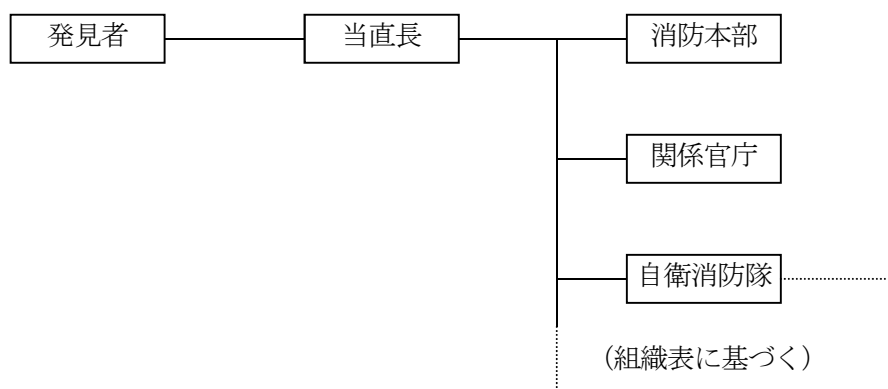 発見者
当直長
消防本部
関係官庁
自衛消防隊
（組織表に基づく）